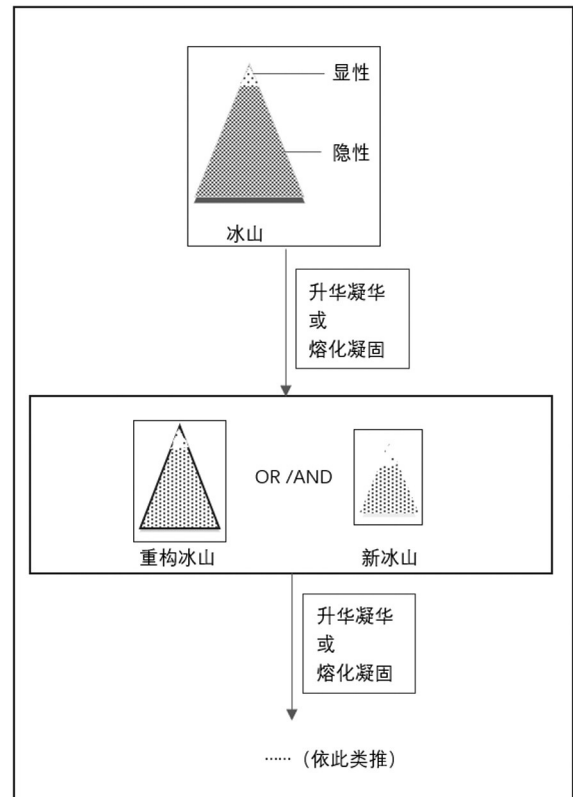 显性
隐性
冰山
升华凝华
或
熔化凝固
OR /AND
重构冰山
新冰山
升华凝华
或
熔化凝固
……（依此类推）